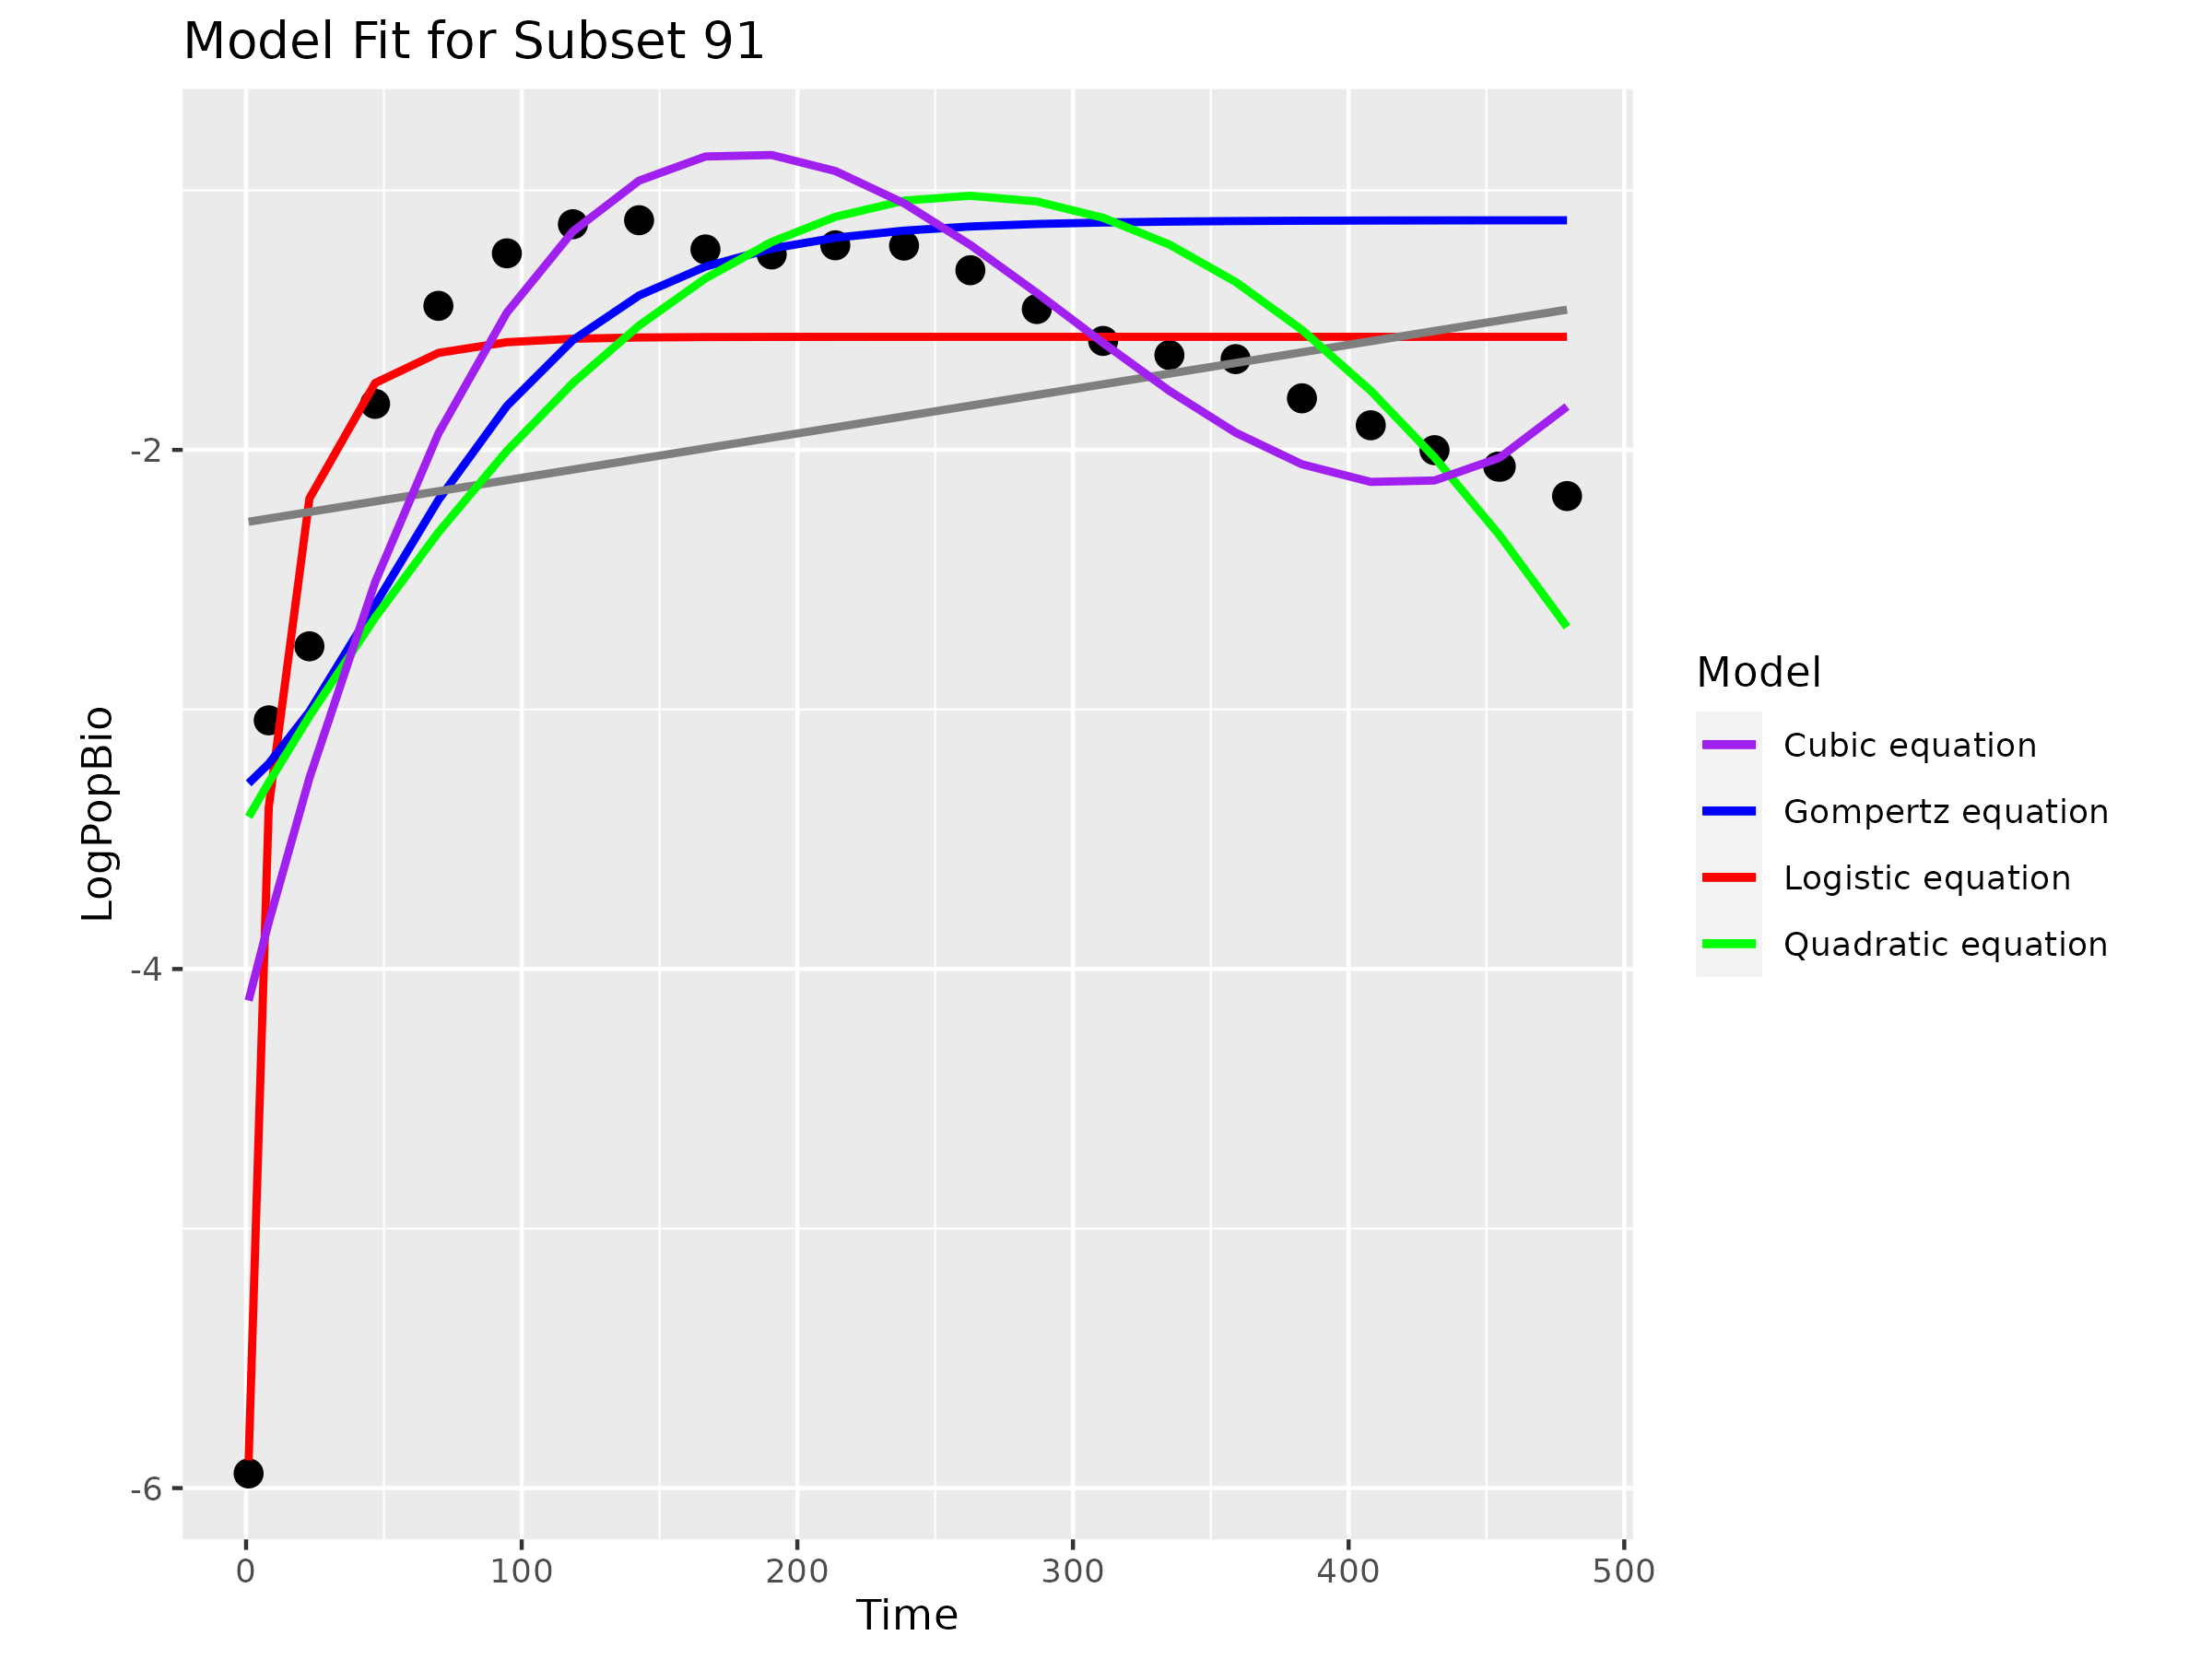 Model Fit for Subset 91
LogPopBio
-2
-4
-6
0 100 200 300 400 500
Time
Model
Cubic equation
Gompertz equation
Logistic equation
Quadratic equation